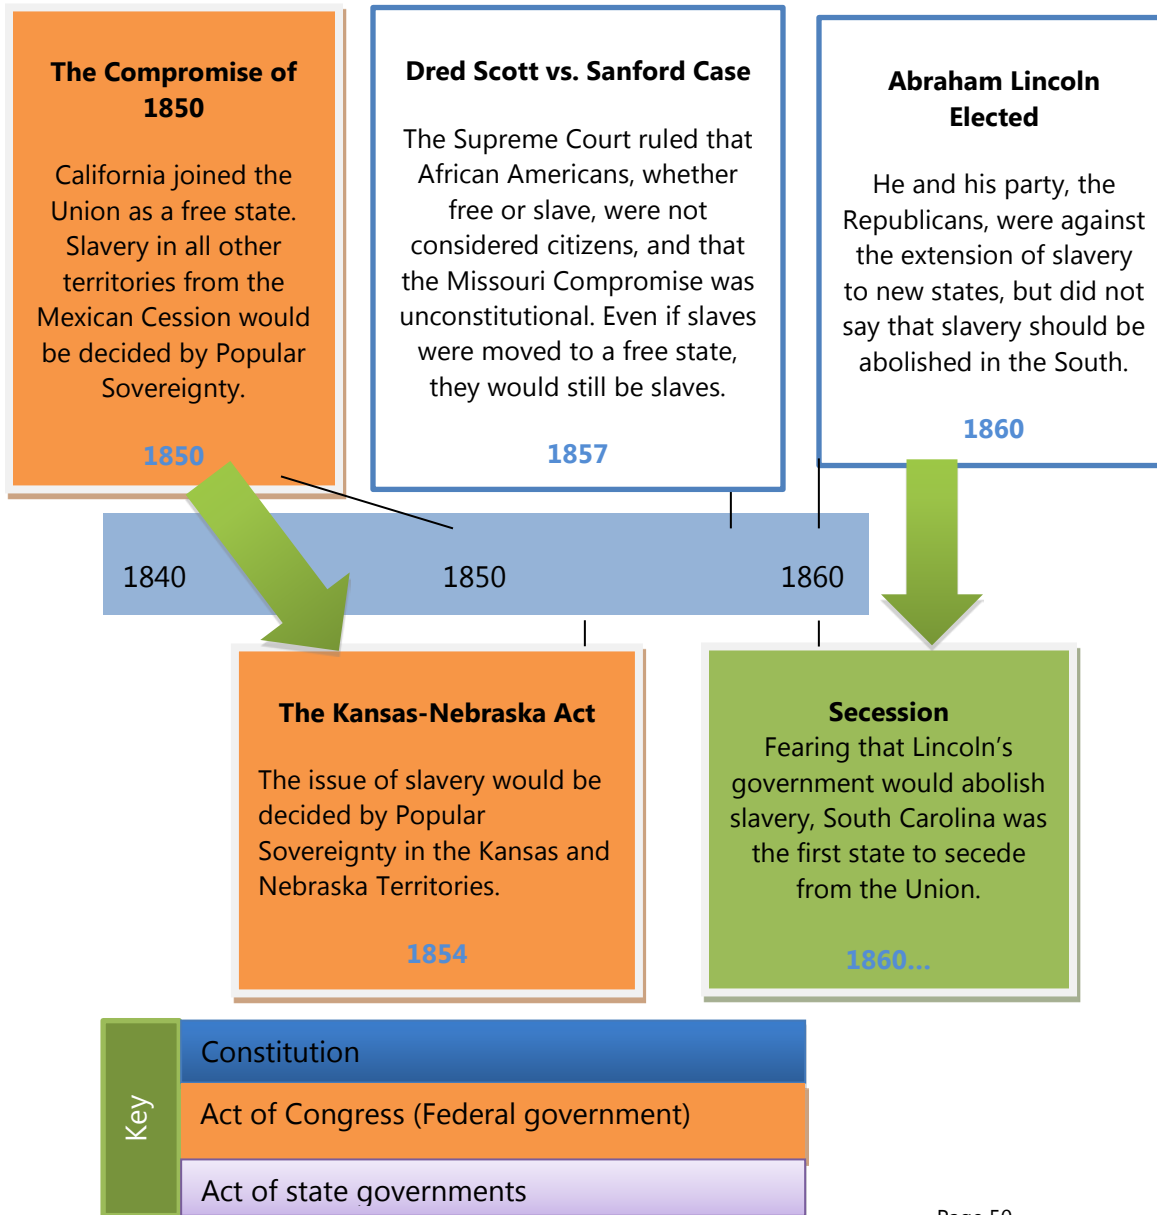 The Compromise of
1850
California joined the
Union as a free state.
Slavery in all other
territories from the
Mexican Cession would
be decided by Popular
Sovereignty.
1850
Dred Scott vs. Sanford Case
The Supreme Court ruled that
African Americans, whether
free or slave, were not
considered citizens, and that
the Missouri Compromise was
unconstitutional. Even if slaves
were moved to a free state,
they would still be slaves.
1857
Abraham Lincoln
Elected
He and his party, the
Republicans, were against
the extension of slavery
to new states, but did not
say that slavery should be
abolished in the South.
1860
1840
1850
1860
The Kansas-Nebraska Act
The issue of slavery would be
decided by Popular
Sovereignty in the Kansas and
Nebraska Territories.
1854
Secession
Fearing that Lincoln's
government would abolish
slavery, South Carolina was
the first state to secede
from the Union.
1860...
Key
Constitution
Act of Congress (Federal government)
Act of state governments
Page 50